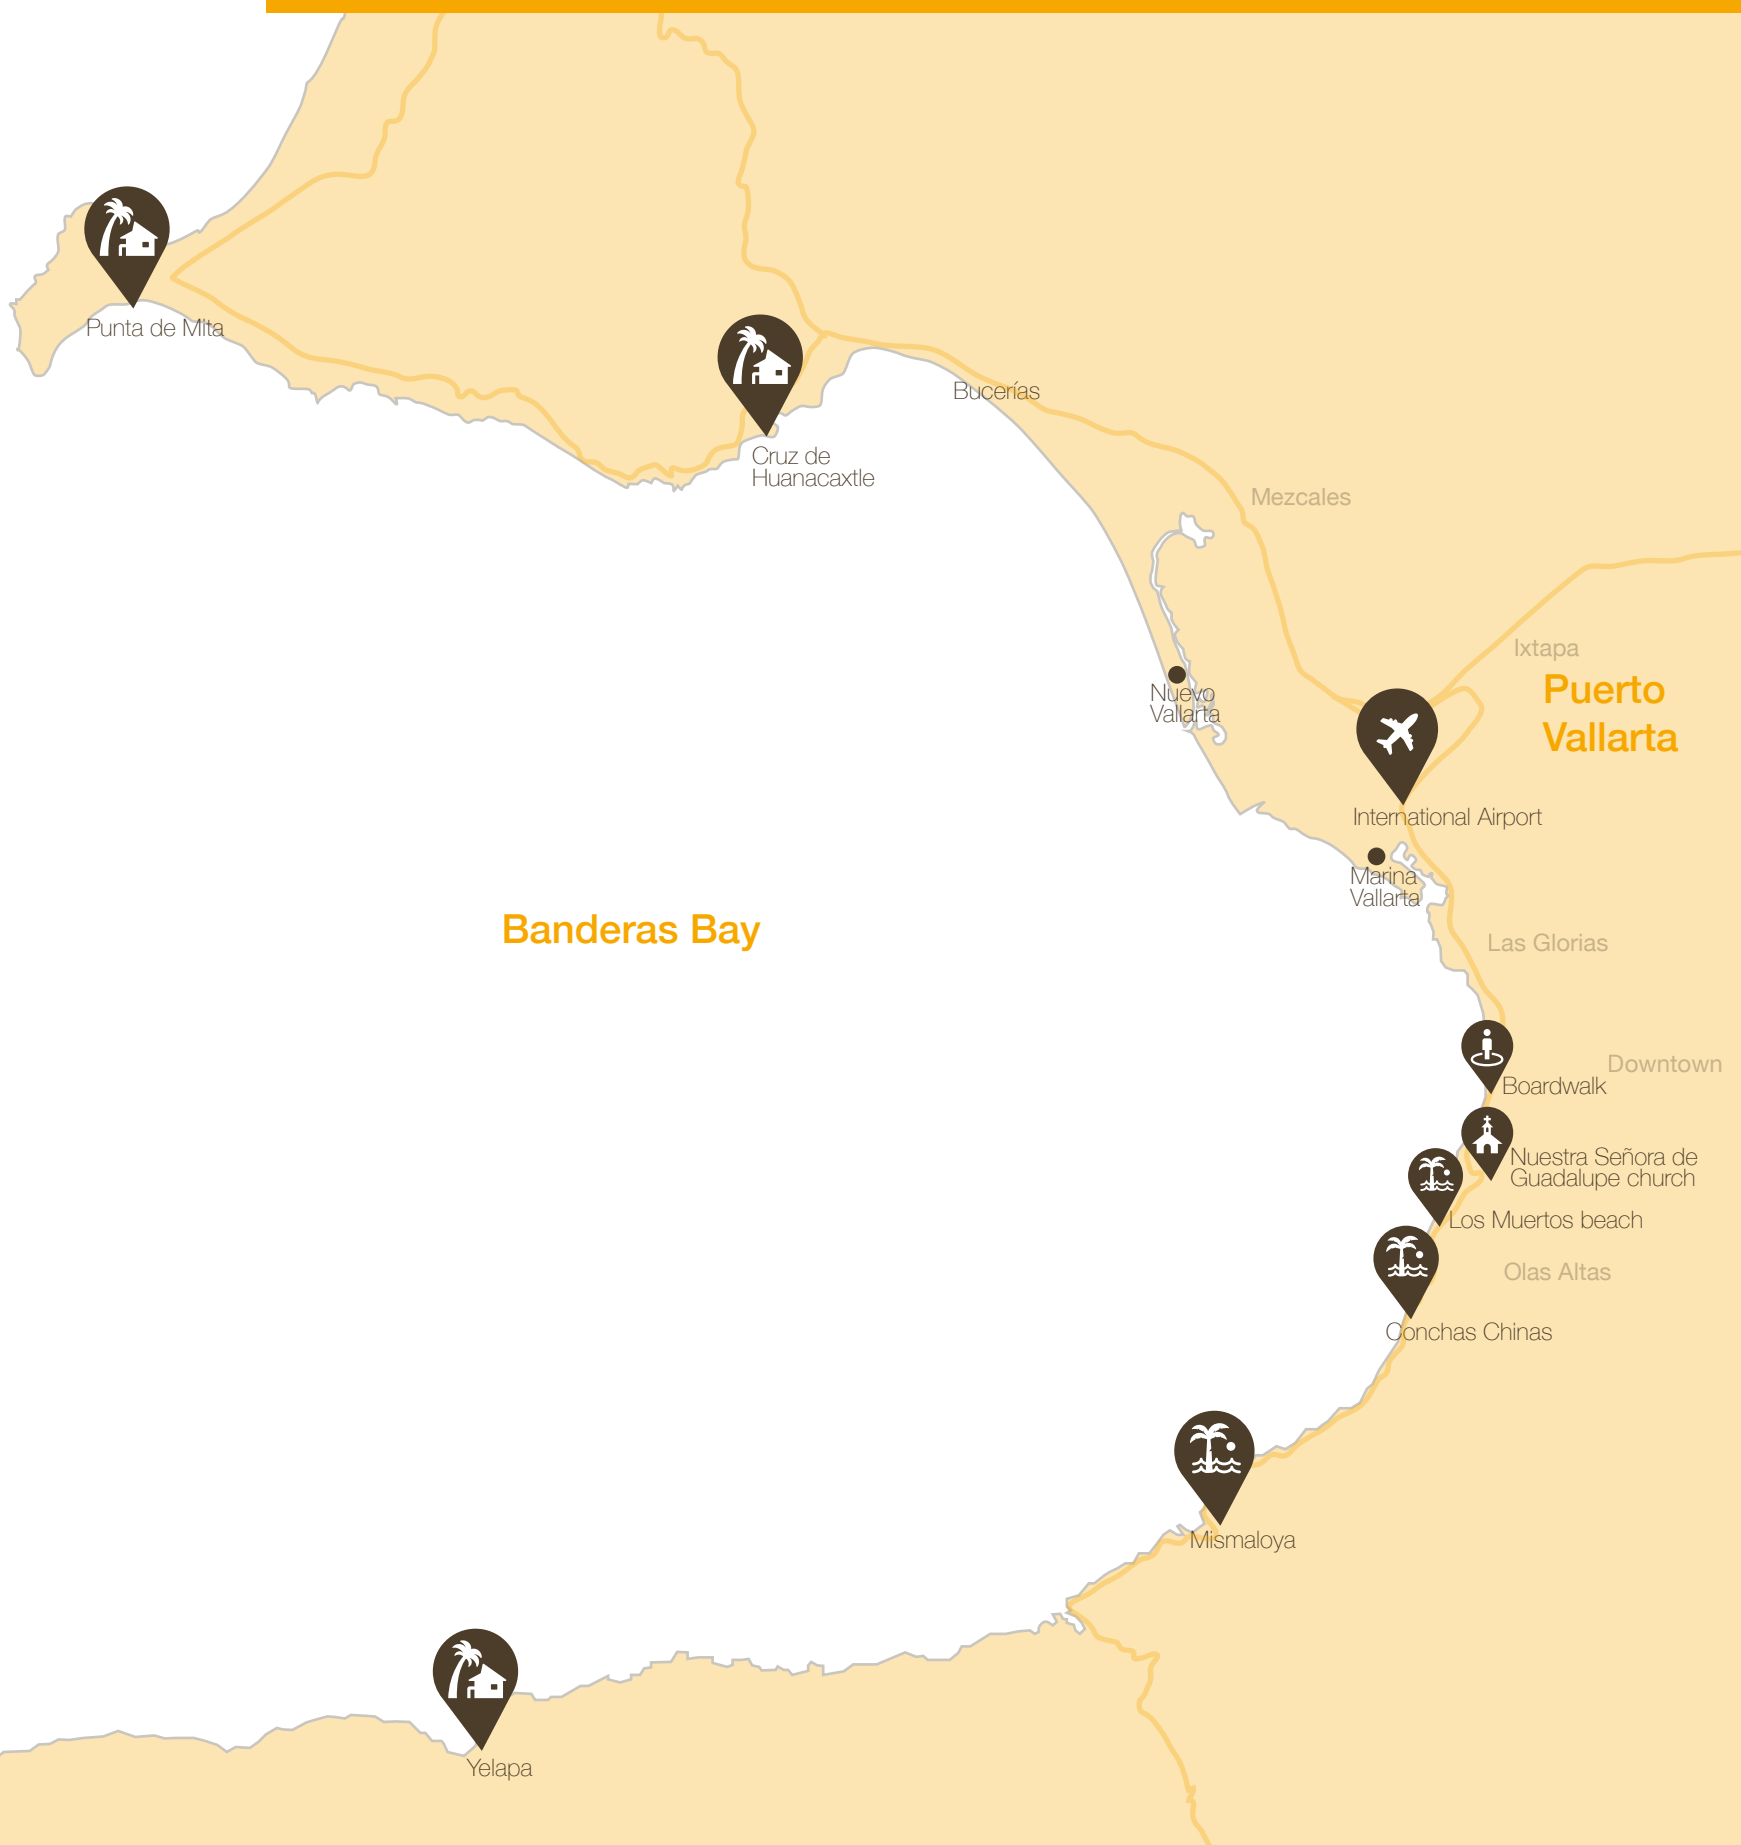 Punta de Mita
Bucerías
Cruz de
Huanacaxtle
Mezcales
Ixtapa
Puerto
Vallarta
Nuevo
Vallarta
International Airport
Marina
Vallarta
Banderas Bay
Las Glorias
Downtown
Boardwalk
Nuestra Señora de
Guadalupe church
Los Muertos beach
Olas Altas
Conchas Chinas
Mismaloya
Yelapa